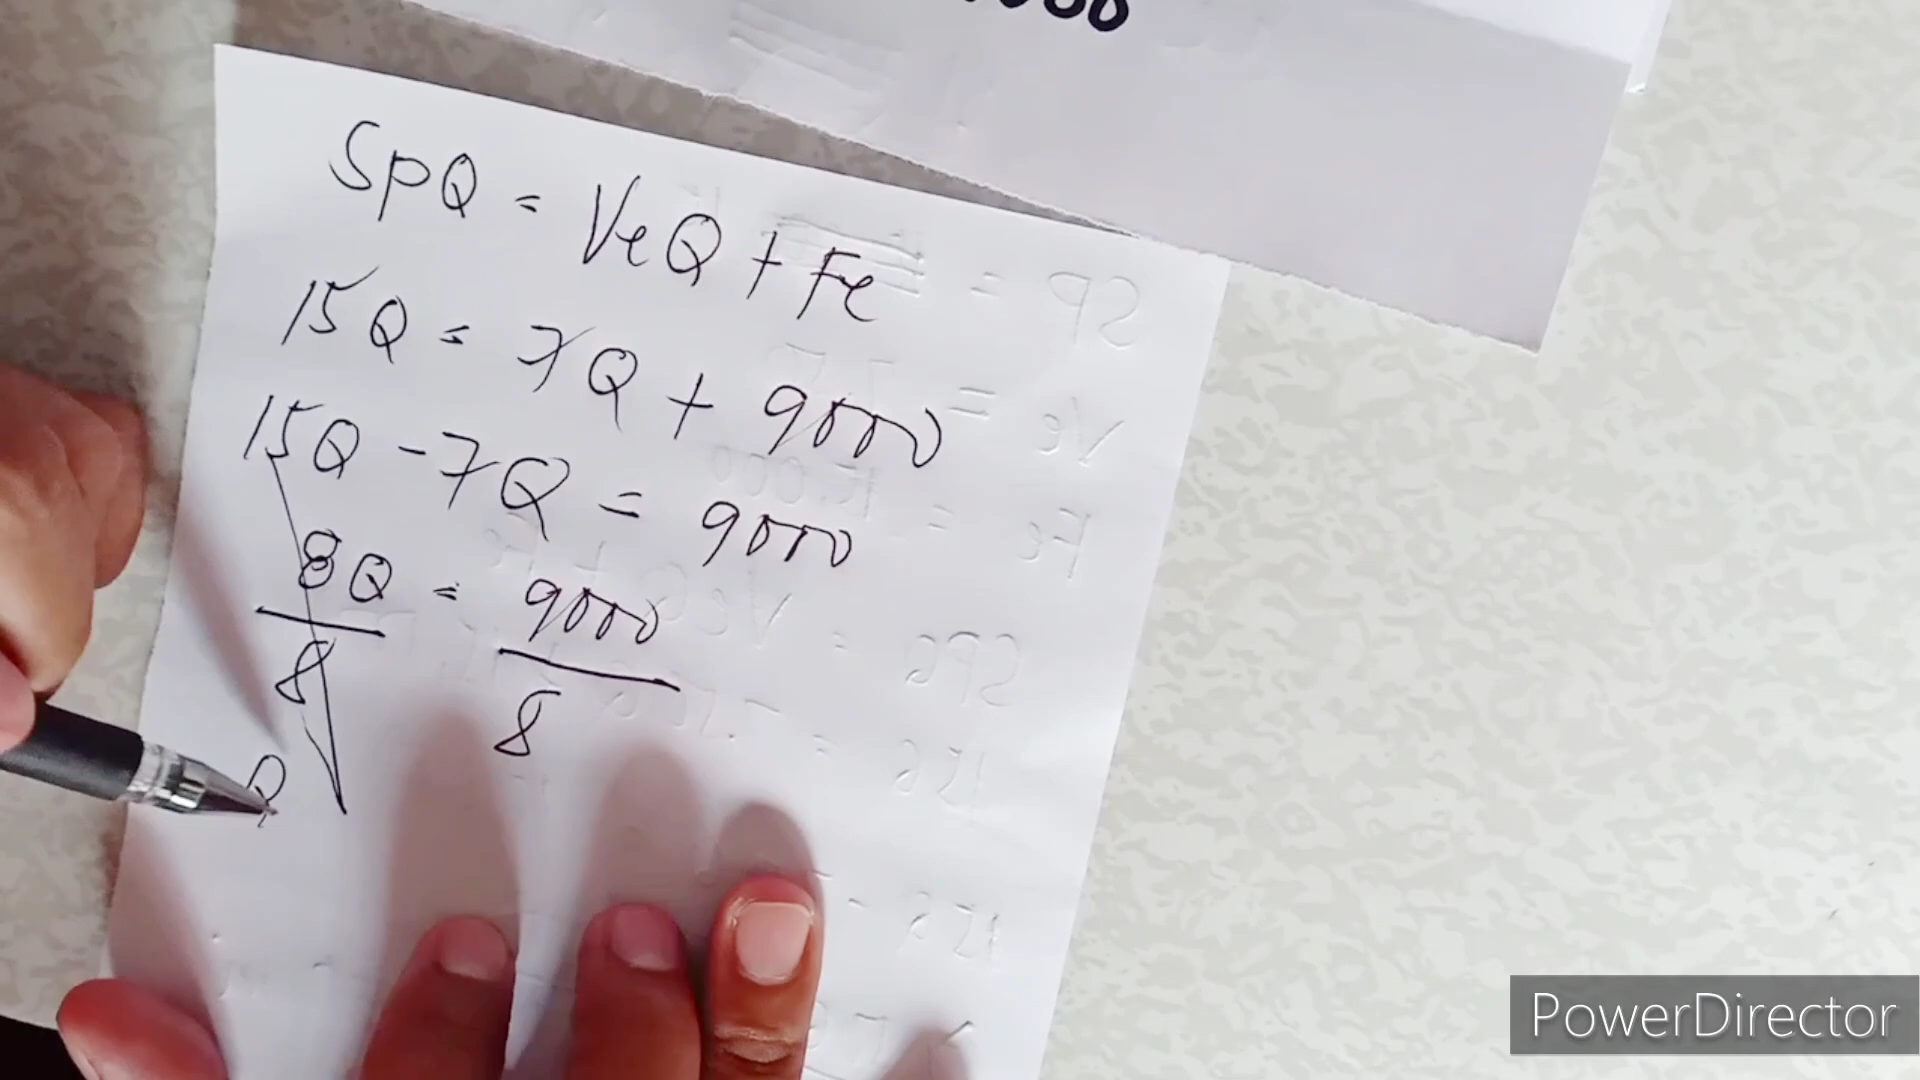 SPQ = VeQ + Fe
15Q = 7Q + 9000
15Q - 7Q = 9000
8Q = 9000
8 8
PowerDirector